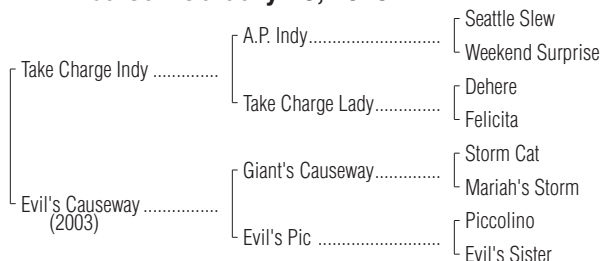 Seattle Slew
A.P. Indy
Weekend Surprise
Take Charge Indy
Dehere
Take Charge Lady
Felicita
Storm Cat
Giant's Causeway
Mariah's Storm
Evil's Causeway
(2003)
Piccolino
Evil's Pic
Evil's Sister